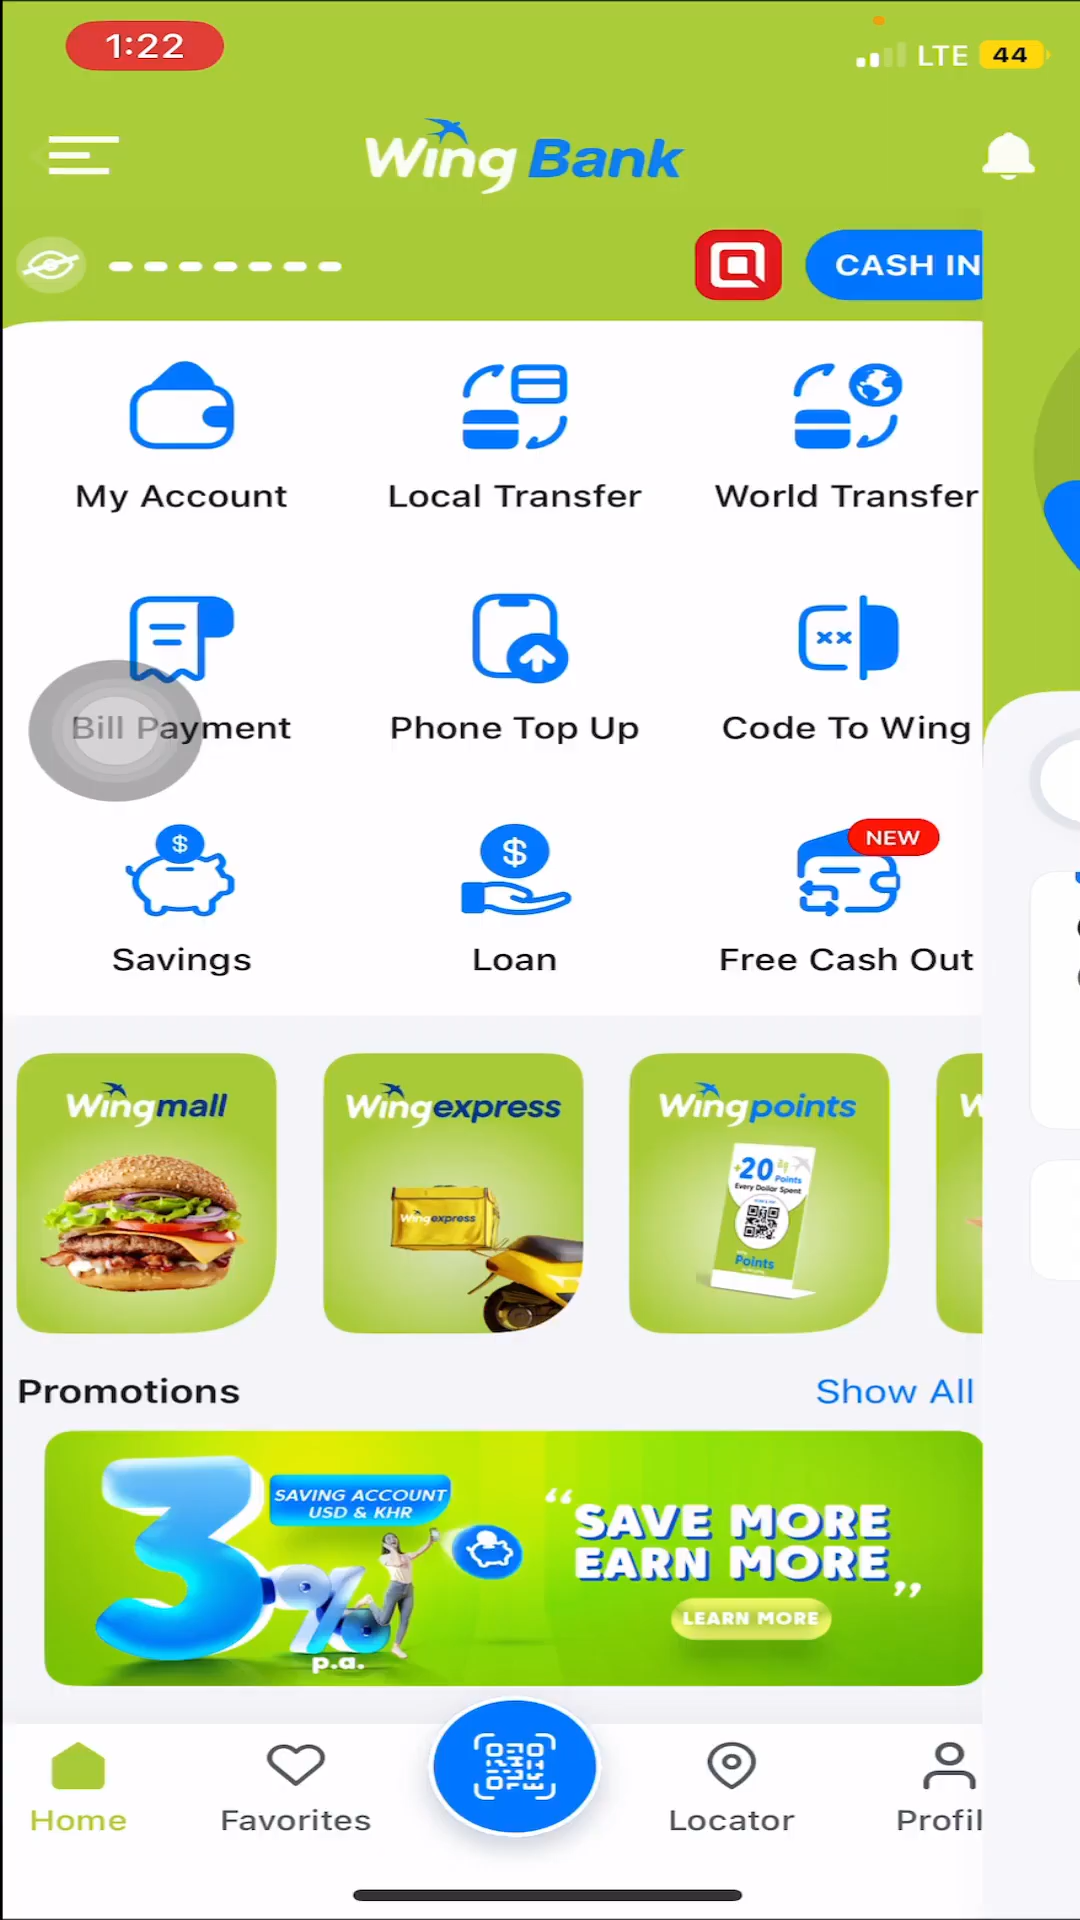 1:22
LTE 44
Wing Bank
CASH IN
My Account
Local Transfer
World Transfer
Bill Payment
Phone Top Up
Code To Wing
NEW
Savings
Loan
Free Cash Out
Wingmall
Wingexpress
Wingpoints
W
+20 Points
Every Dollar Spent
Wingexpress
Points
Promotions
Show All
3% p.a.
SAVING ACCOUNT
USD & KHR
“SAVE MORE
EARN MORE”
LEARN MORE
Home
Favorites
Locator
Profil